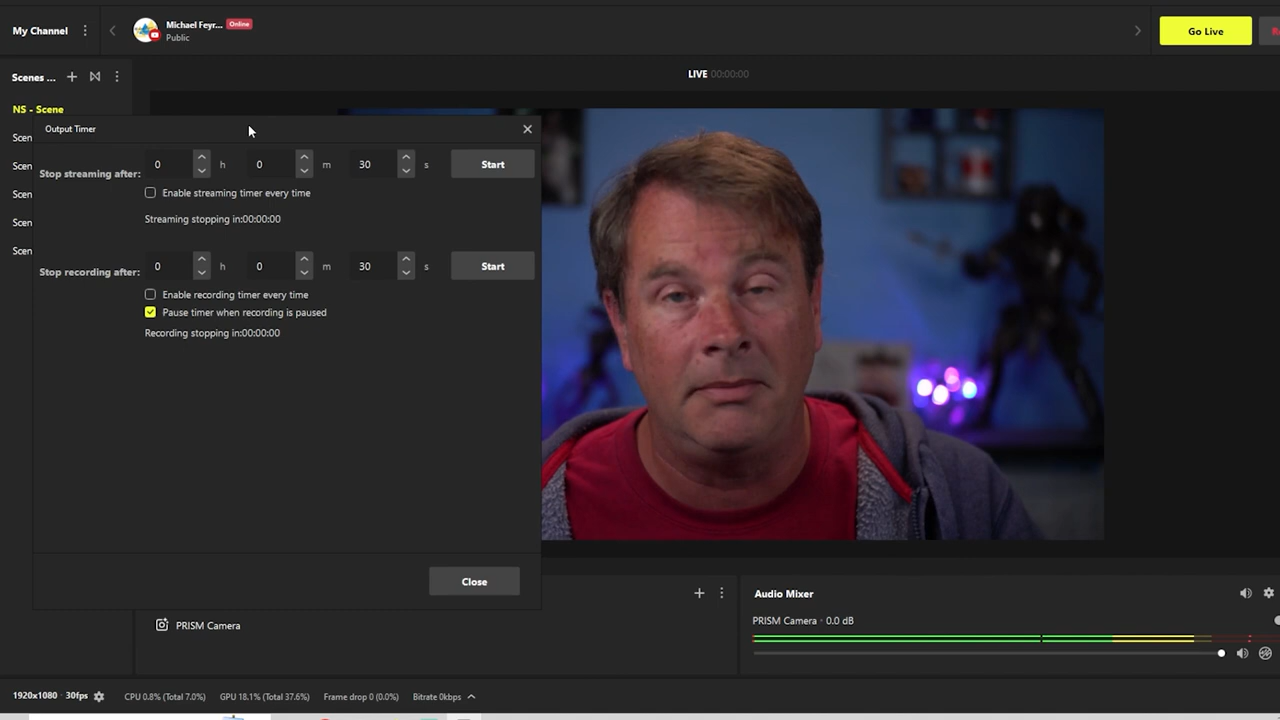 My Channel
Michael Feyr... Online
Public
Go Live
Scenes ...
LIVE 00:00:00
NS - Scene
Output Timer
Scen
Stop streaming after: 0 h 0 m 30 s Start
Scen
Enable streaming timer every time
Scen
Streaming stopping in:00:00:00
Scen
Scen
Stop recording after: 0 h 0 m 30 s Start
Enable recording timer every time
Pause timer when recording is paused
Recording stopping in:00:00:00
Close
Audio Mixer
PRISM Camera
PRISM Camera 0.0 dB
1920x1080 30fps CPU 0.8% (Total 7.0%) GPU 18.1% (Total 37.6%) Frame drop 0 (0.0%) Bitrate 0kbps